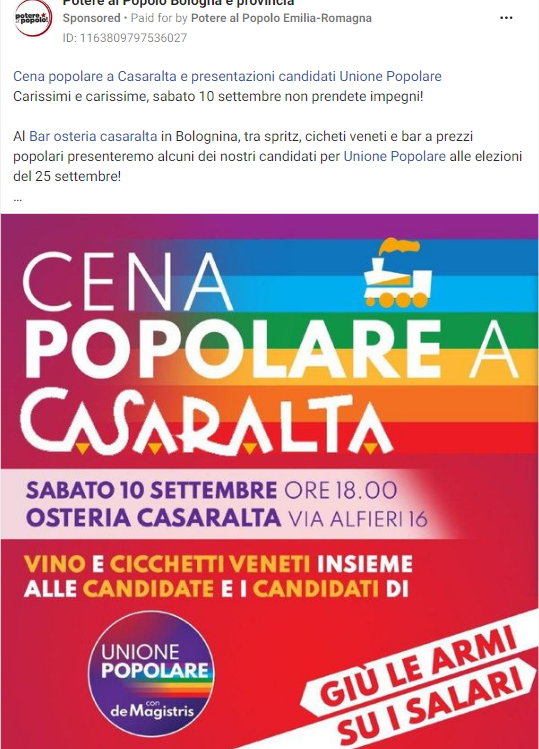 Potere al Popolo Bologna e provincia
Sponsored • Paid for by Potere al Popolo Emilia-Romagna
ID: 1163809797536027
Cena popolare a Casaralta e presentazioni candidati Unione Popolare
Carissimi e carissime, sabato 10 settembre non prendete impegni!
Al Bar osteria casaralta in Bolognina, tra spritz, cicheti veneti e bar a prezzi
popolari presenteremo alcuni dei nostri candidati per Unione Popolare alle elezioni
del 25 settembre!
...
potere al
popolo!
CENA
POPOLARE A
CASARALTA
SABATO 10 SETTEMBRE ORE 18.00
OSTERIA CASARALTA VIA ALFIERI 16
VINO E CICCHETTI VENETI INSIEME
ALLE CANDIDATE E I CANDIDATI DI
UNIONE
POPOLARE
con
de Magistris
GIÙ LE ARMI
SU I SALARI